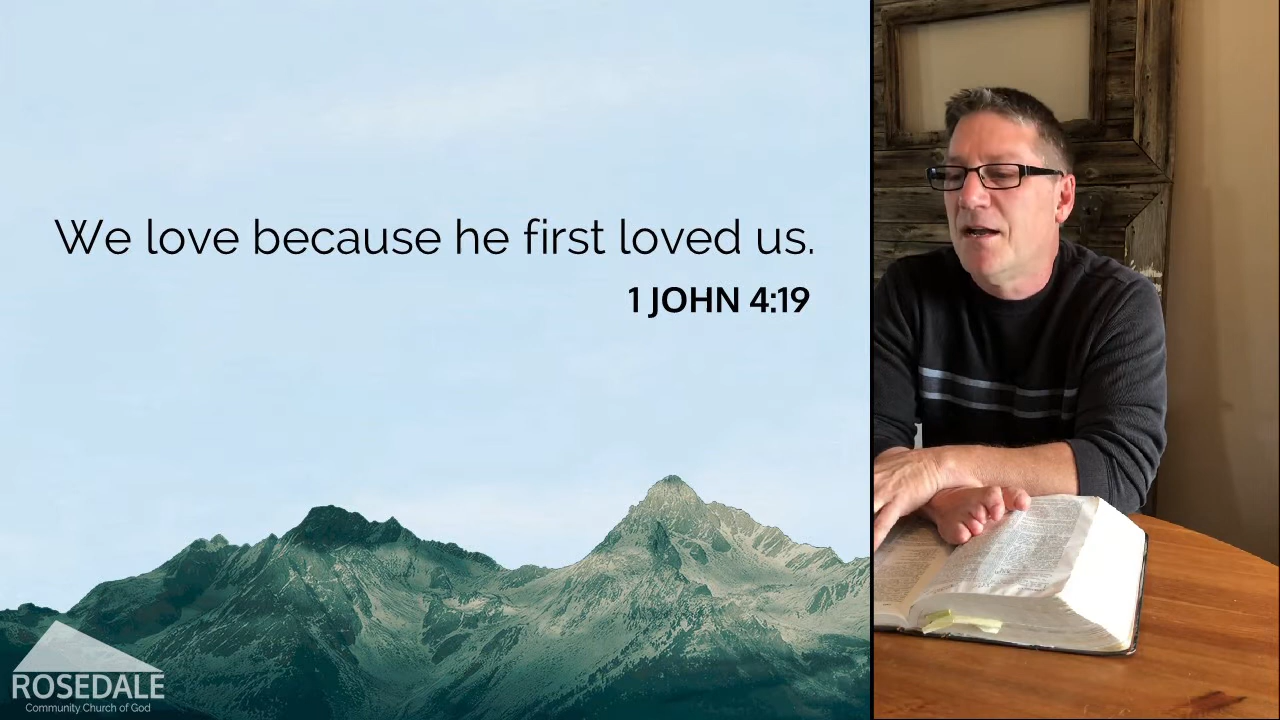 We love because he first loved us.
1 JOHN 4:19
ROSEDALE
Community Church of God